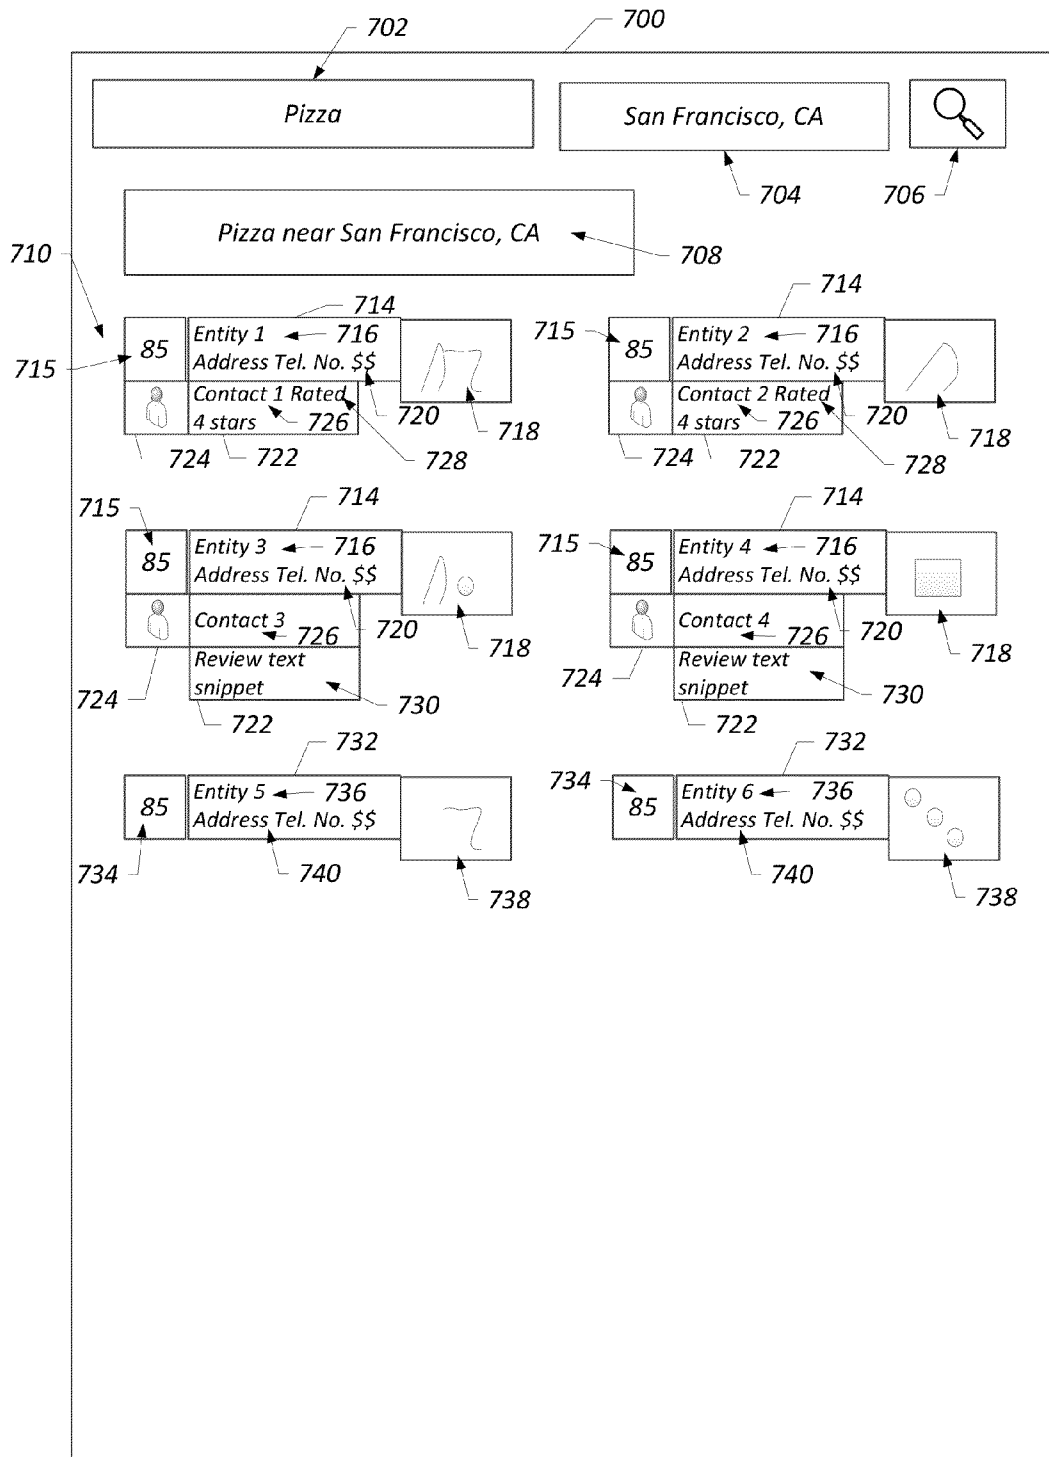 702
700
Pizza
San Francisco, CA
704
706
Pizza near San Francisco, CA
708
710
714
714
715
85
Entity 1
716
Address Tel. No. $$
715
85
Entity 2
716
Address Tel. No. $$
Contact 1 Rated
4 stars
726
720
718
Contact 2 Rated
4 stars
726
720
718
724
722
728
724
722
728
715
714
714
85
Entity 3
716
Address Tel. No. $$
715
85
Entity 4
716
Address Tel. No. $$
Contact 3
726
720
718
Contact 4
726
720
718
Review text
snippet
730
724
722
Review text
snippet
730
724
722
732
732
85
Entity 5
736
Address Tel. No. $$
734
85
Entity 6
736
Address Tel. No. $$
734
740
738
740
738